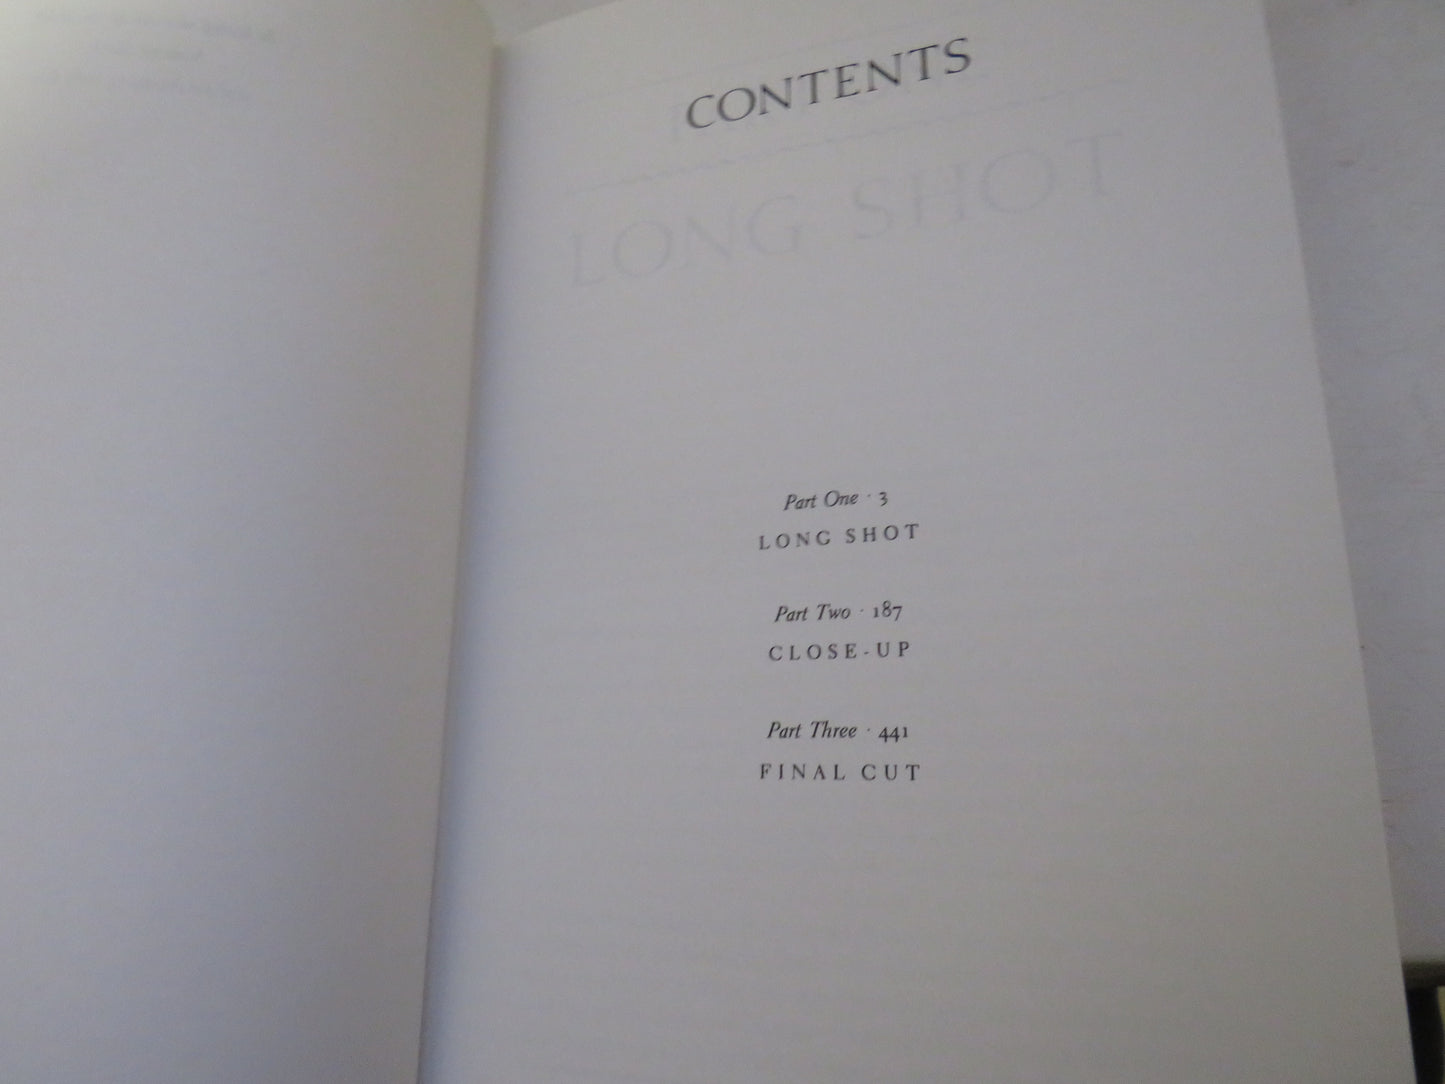 CONTENTS
LONG SHOT
Part One · 3
LONG SHOT
Part Two · 187
CLOSE-UP
Part Three · 441
FINAL CUT